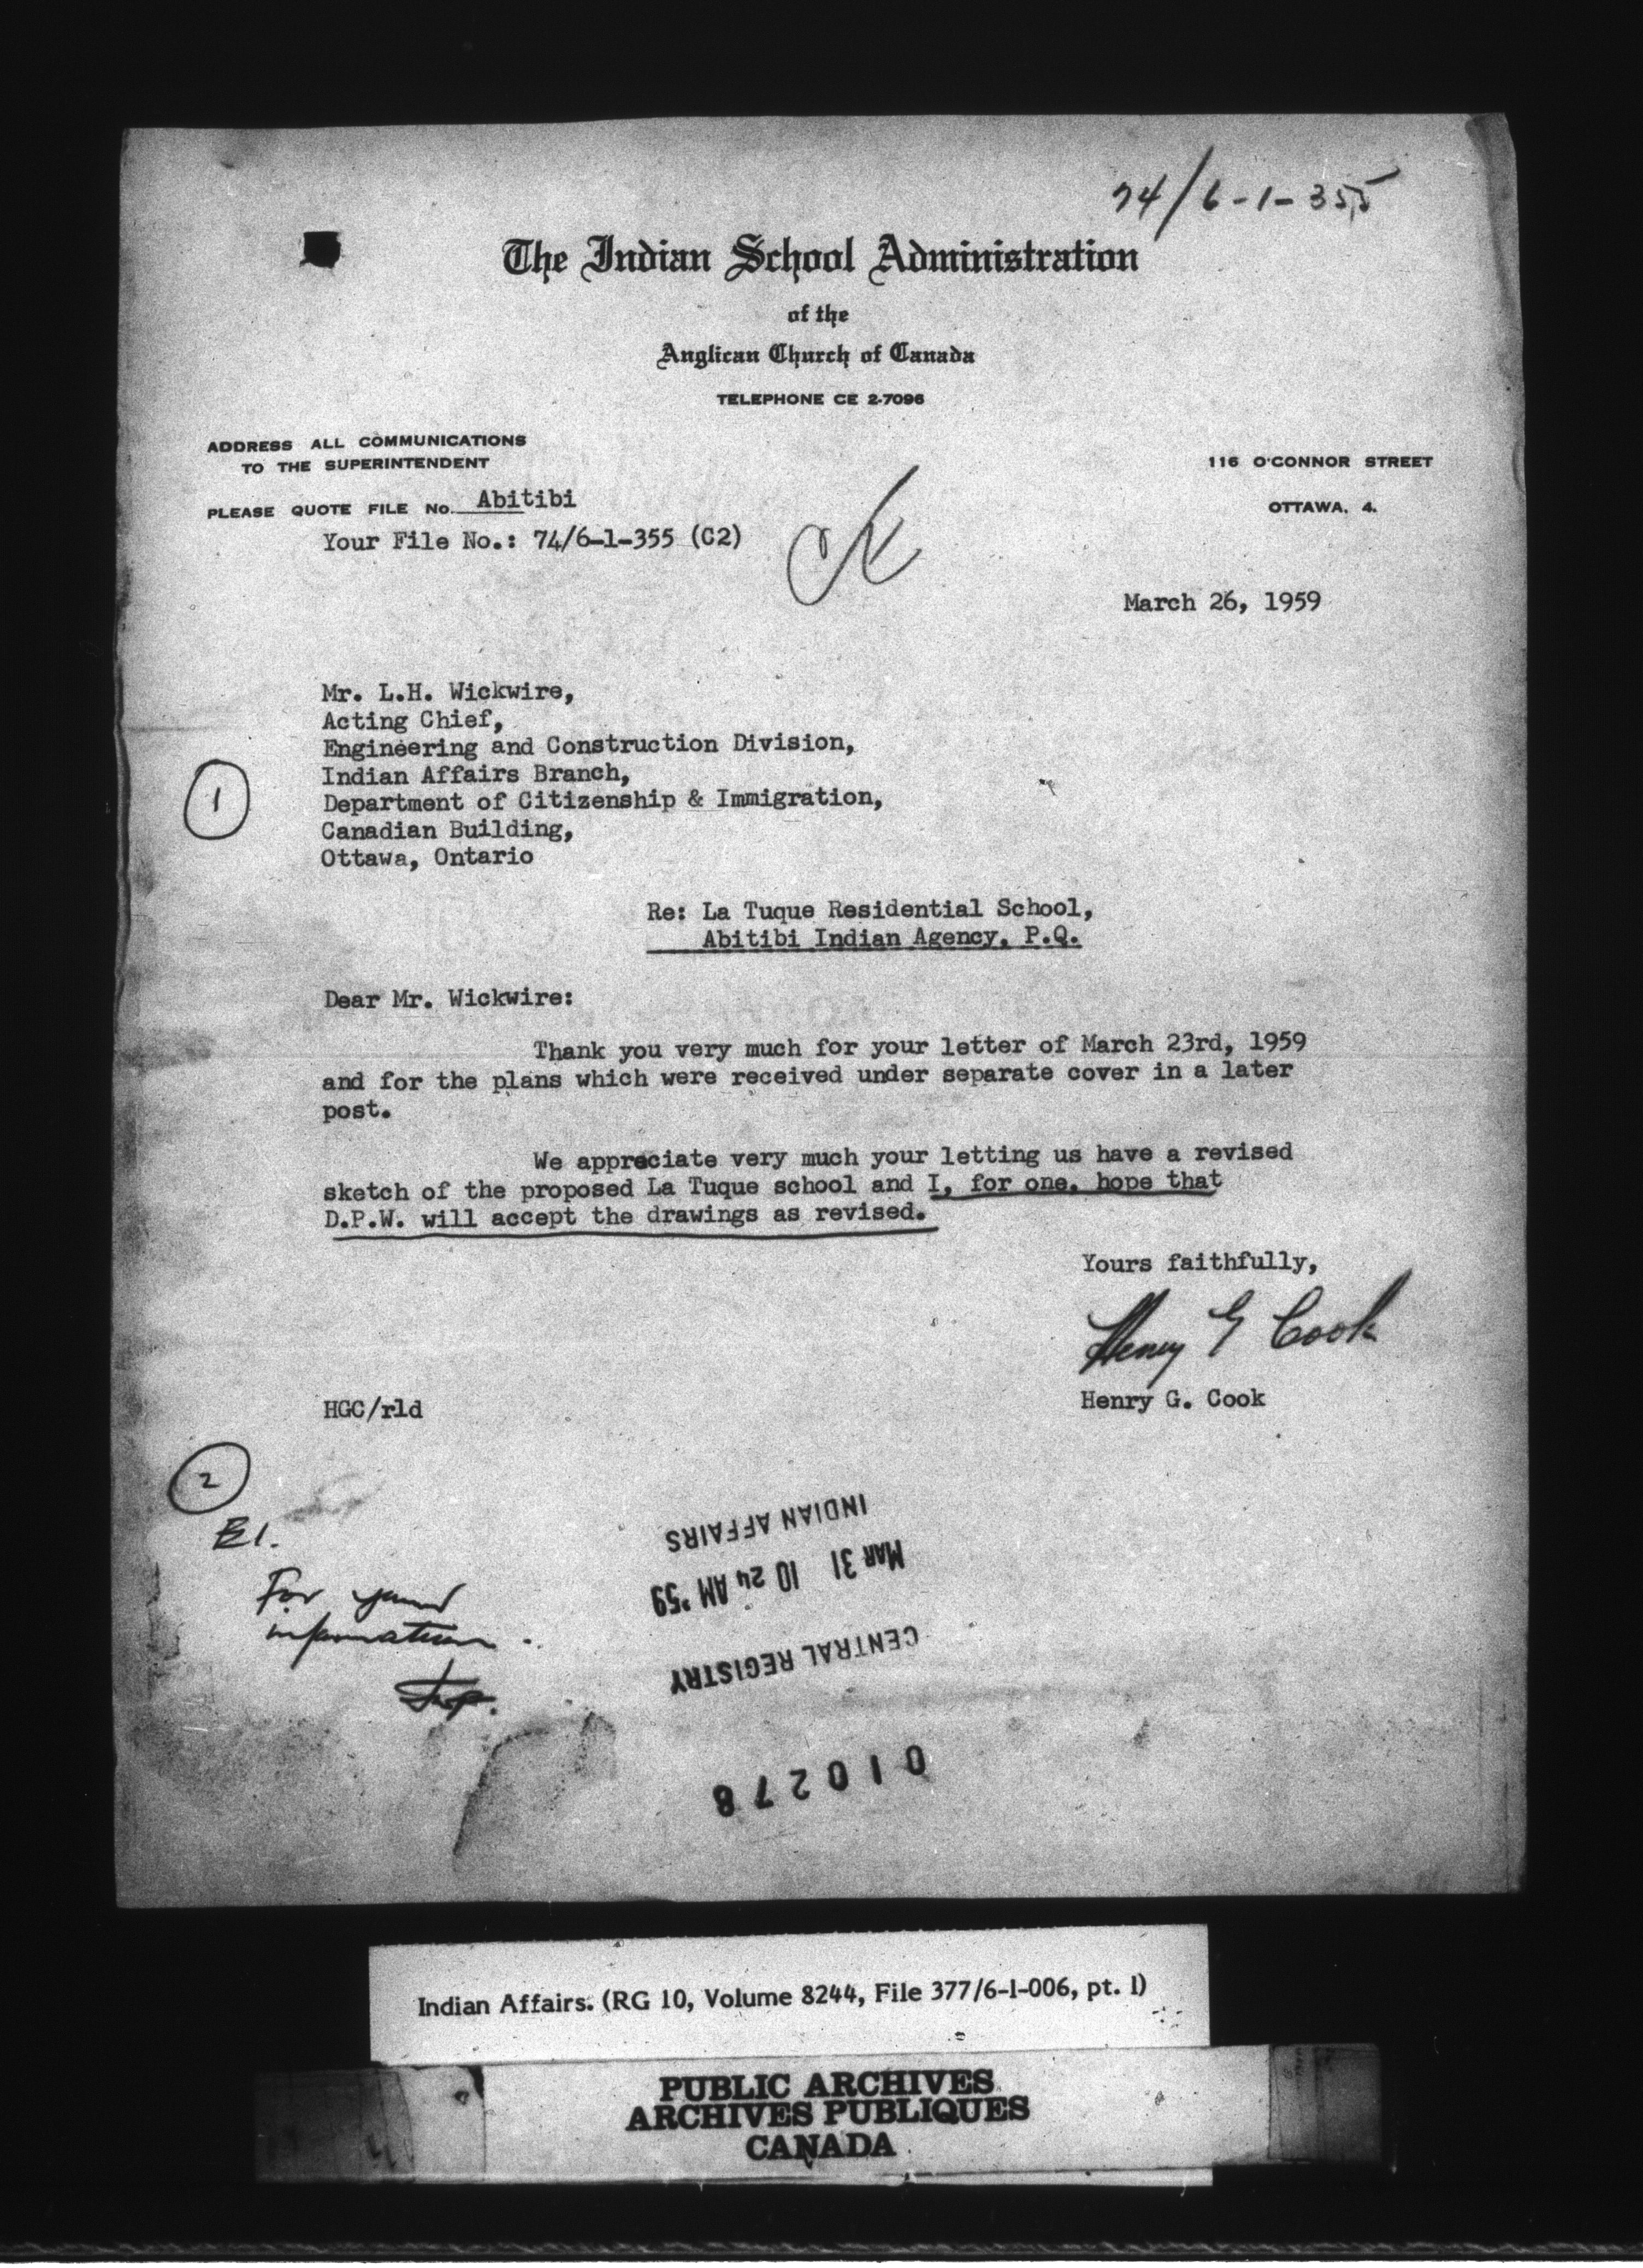 74/6-1-355
The Indian School Administration
of the
Anglican Church of Canada
TELEPHONE CE 2-7096
ADDRESS ALL COMMUNICATIONS
TO THE SUPERINTENDENT
116 O'CONNOR STREET
PLEASE QUOTE FILE No. Abitibi
OTTAWA, 4.
Your File No.: 74/6-1-355 (C2)
March 26, 1959
Mr. L.H. Wickwire,
Acting Chief,
Engineering and Construction Division,
Indian Affairs Branch,
1
Department of Citizenship & Immigration,
Canadian Building,
Ottawa, Ontario
Re: La Tuque Residential School,
Abitibi Indian Agency, P.Q.
Dear Mr. Wickwire:
Thank you very much for your letter of March 23rd, 1959
and for the plans which were received under separate cover in a later
post.
We appreciate very much your letting us have a revised
sketch of the proposed La Tuque school and I, for one, hope that
D.P.W. will accept the drawings as revised.
Yours faithfully,
Henry G Cook
Henry G. Cook
HGC/rld
2
E1.
For your
information.
INDIAN AFFAIRS
MAR 31 10 24 AM '59
CENTRAL REGISTRY
010278
Indian Affairs. (RG 10, Volume 8244, File 377/6-1-006, pt. 1)
PUBLIC ARCHIVES
ARCHIVES PUBLIQUES
CANADA